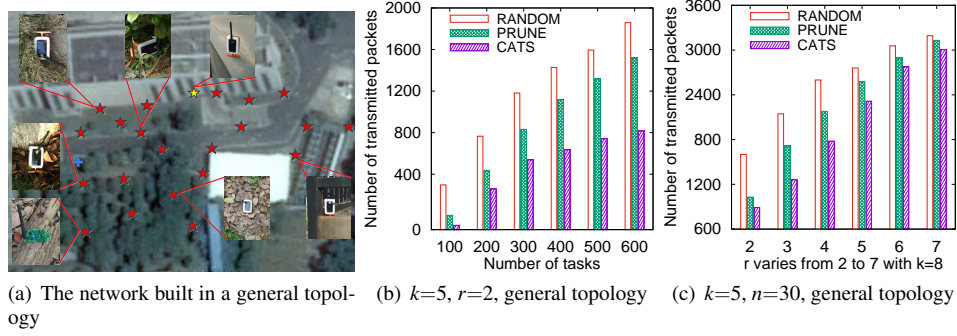 (b)
RANDOM
PRUNE
CATS
Number of transmitted packets
2000
1600
1200
800
400
0
100 200 300 400 500 600
Number of tasks
(c)
RANDOM
PRUNE
CATS
Number of transmitted packets
3600
3000
2400
1800
1200
600
2 3 4 5 6 7
r varies from 2 to 7 with k=8
(a) The network built in a general topol-
ogy
(b) k=5, r=2, general topology
(c) k=5, n=30, general topology